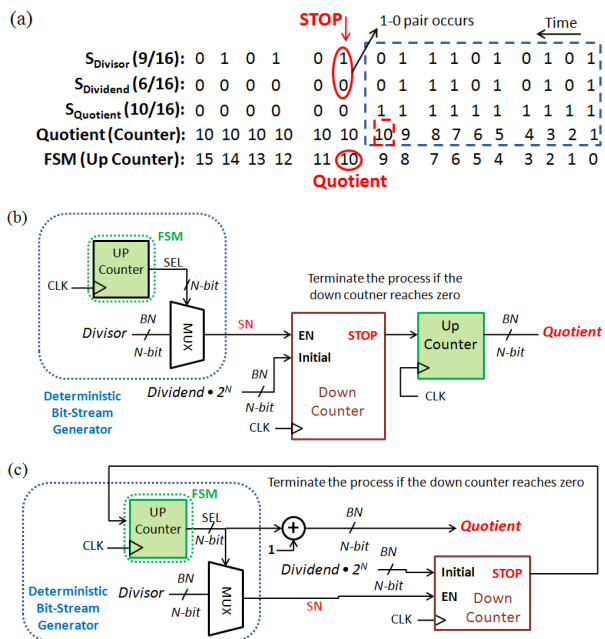 (a)
STOP
1-0 pair occurs
Time
S_Divisor (9/16): 0 1 0 1 0 1 0 1 1 1 0 1 0 1 0 1
S_Dividend (6/16): 0 0 0 0 0 0 0 1 1 1 0 1 0 1 0 1
S_Quotient (10/16): 0 0 0 0 0 0 1 1 1 1 1 1 1 1 1 1
Quotient (Counter): 10 10 10 10 10 10 10 9 8 7 6 5 4 3 2 1
FSM (Up Counter): 15 14 13 12 11 10 9 8 7 6 5 4 3 2 1 0
Quotient
(b)
FSM
UP
Counter
SEL
N-bit
CLK
MUX
Divisor
BN
N-bit
SN
Deterministic
Bit-Stream
Generator
Terminate the process if the
down coutner reaches zero
EN
STOP
Initial
Down
Counter
Dividend • 2^N
BN
N-bit
CLK
Up
Counter
BN
N-bit
Quotient
CLK
(c)
Terminate the process if the down counter reaches zero
FSM
UP
Counter
SEL
N-bit
CLK
+
1
BN
N-bit
Quotient
MUX
Divisor
BN
N-bit
SN
Deterministic
Bit-Stream
Generator
Dividend • 2^N
BN
N-bit
Initial
STOP
EN
Down
Counter
CLK